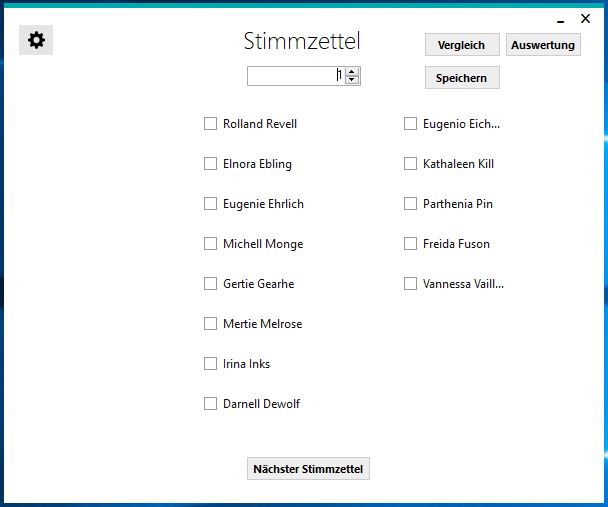 Stimmzettel
Vergleich
Auswertung
1
Speichern
Rolland Revell
Elnora Ebling
Eugenie Ehrlich
Michell Monge
Gertie Gearhe
Mertie Melrose
Irina Inks
Darnell Dewolf
Eugenio Eich...
Kathaleen Kill
Parthenia Pin
Freida Fuson
Vannessa Vaill...
Nächster Stimmzettel